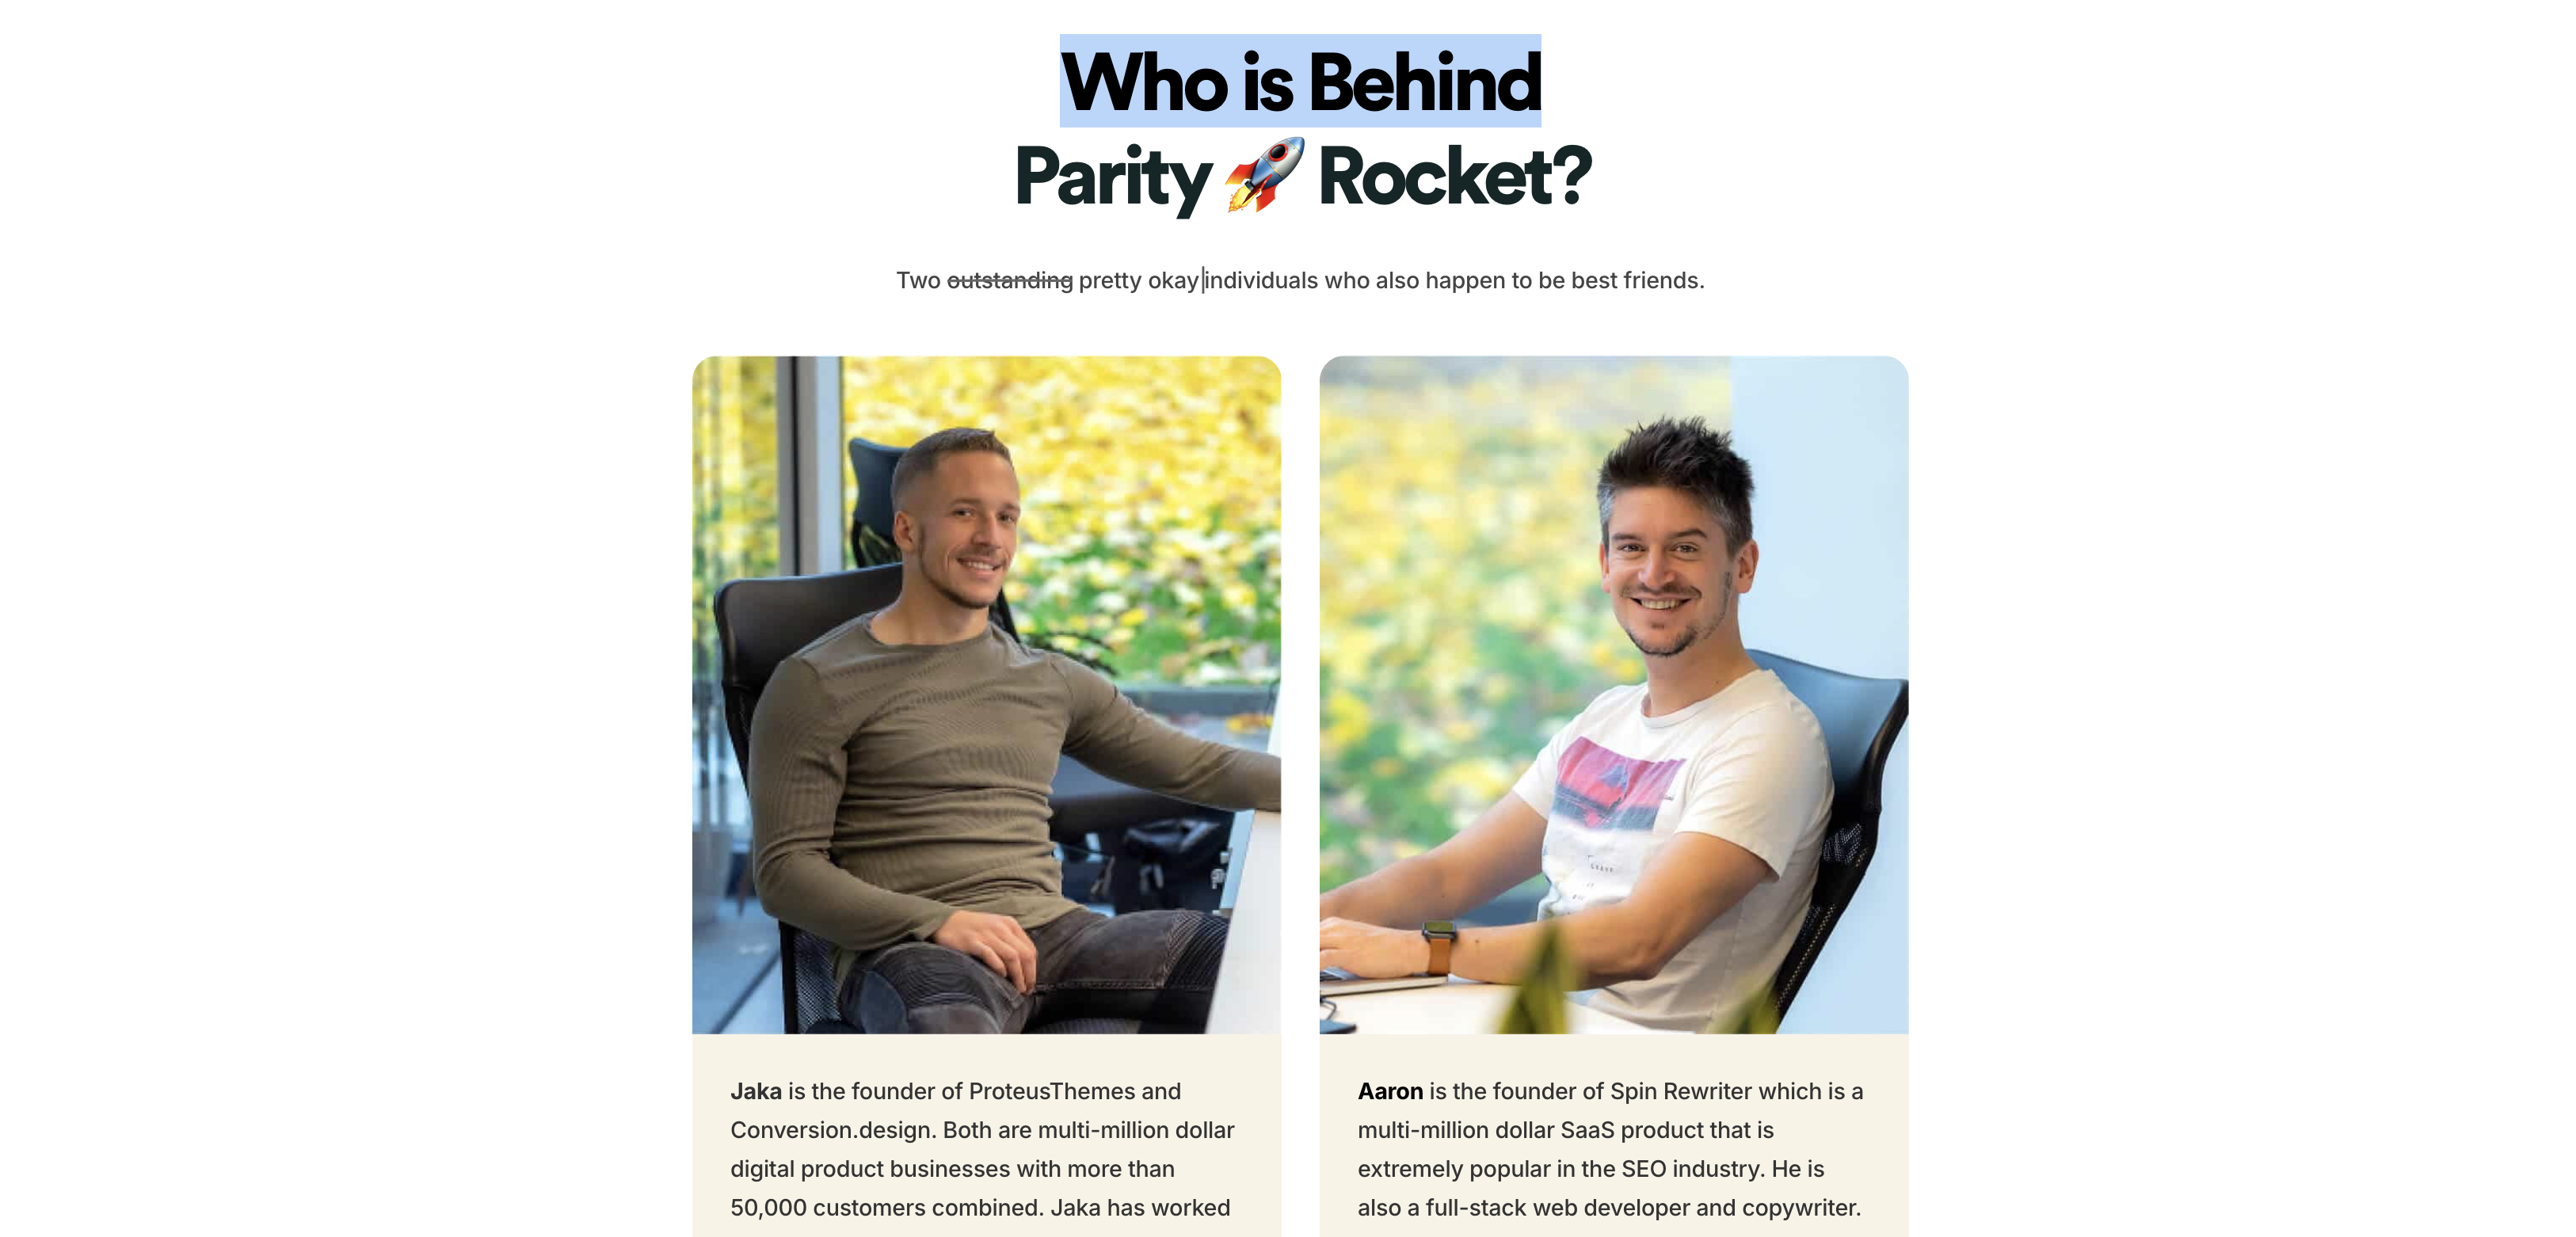 Who is Behind
Parity 🚀 Rocket?
Two outstanding pretty okay individuals who also happen to be best friends.
Jaka is the founder of ProteusThemes and
Conversion.design. Both are multi-million dollar
digital product businesses with more than
50,000 customers combined. Jaka has worked
Aaron is the founder of Spin Rewriter which is a
multi-million dollar SaaS product that is
extremely popular in the SEO industry. He is
also a full-stack web developer and copywriter.